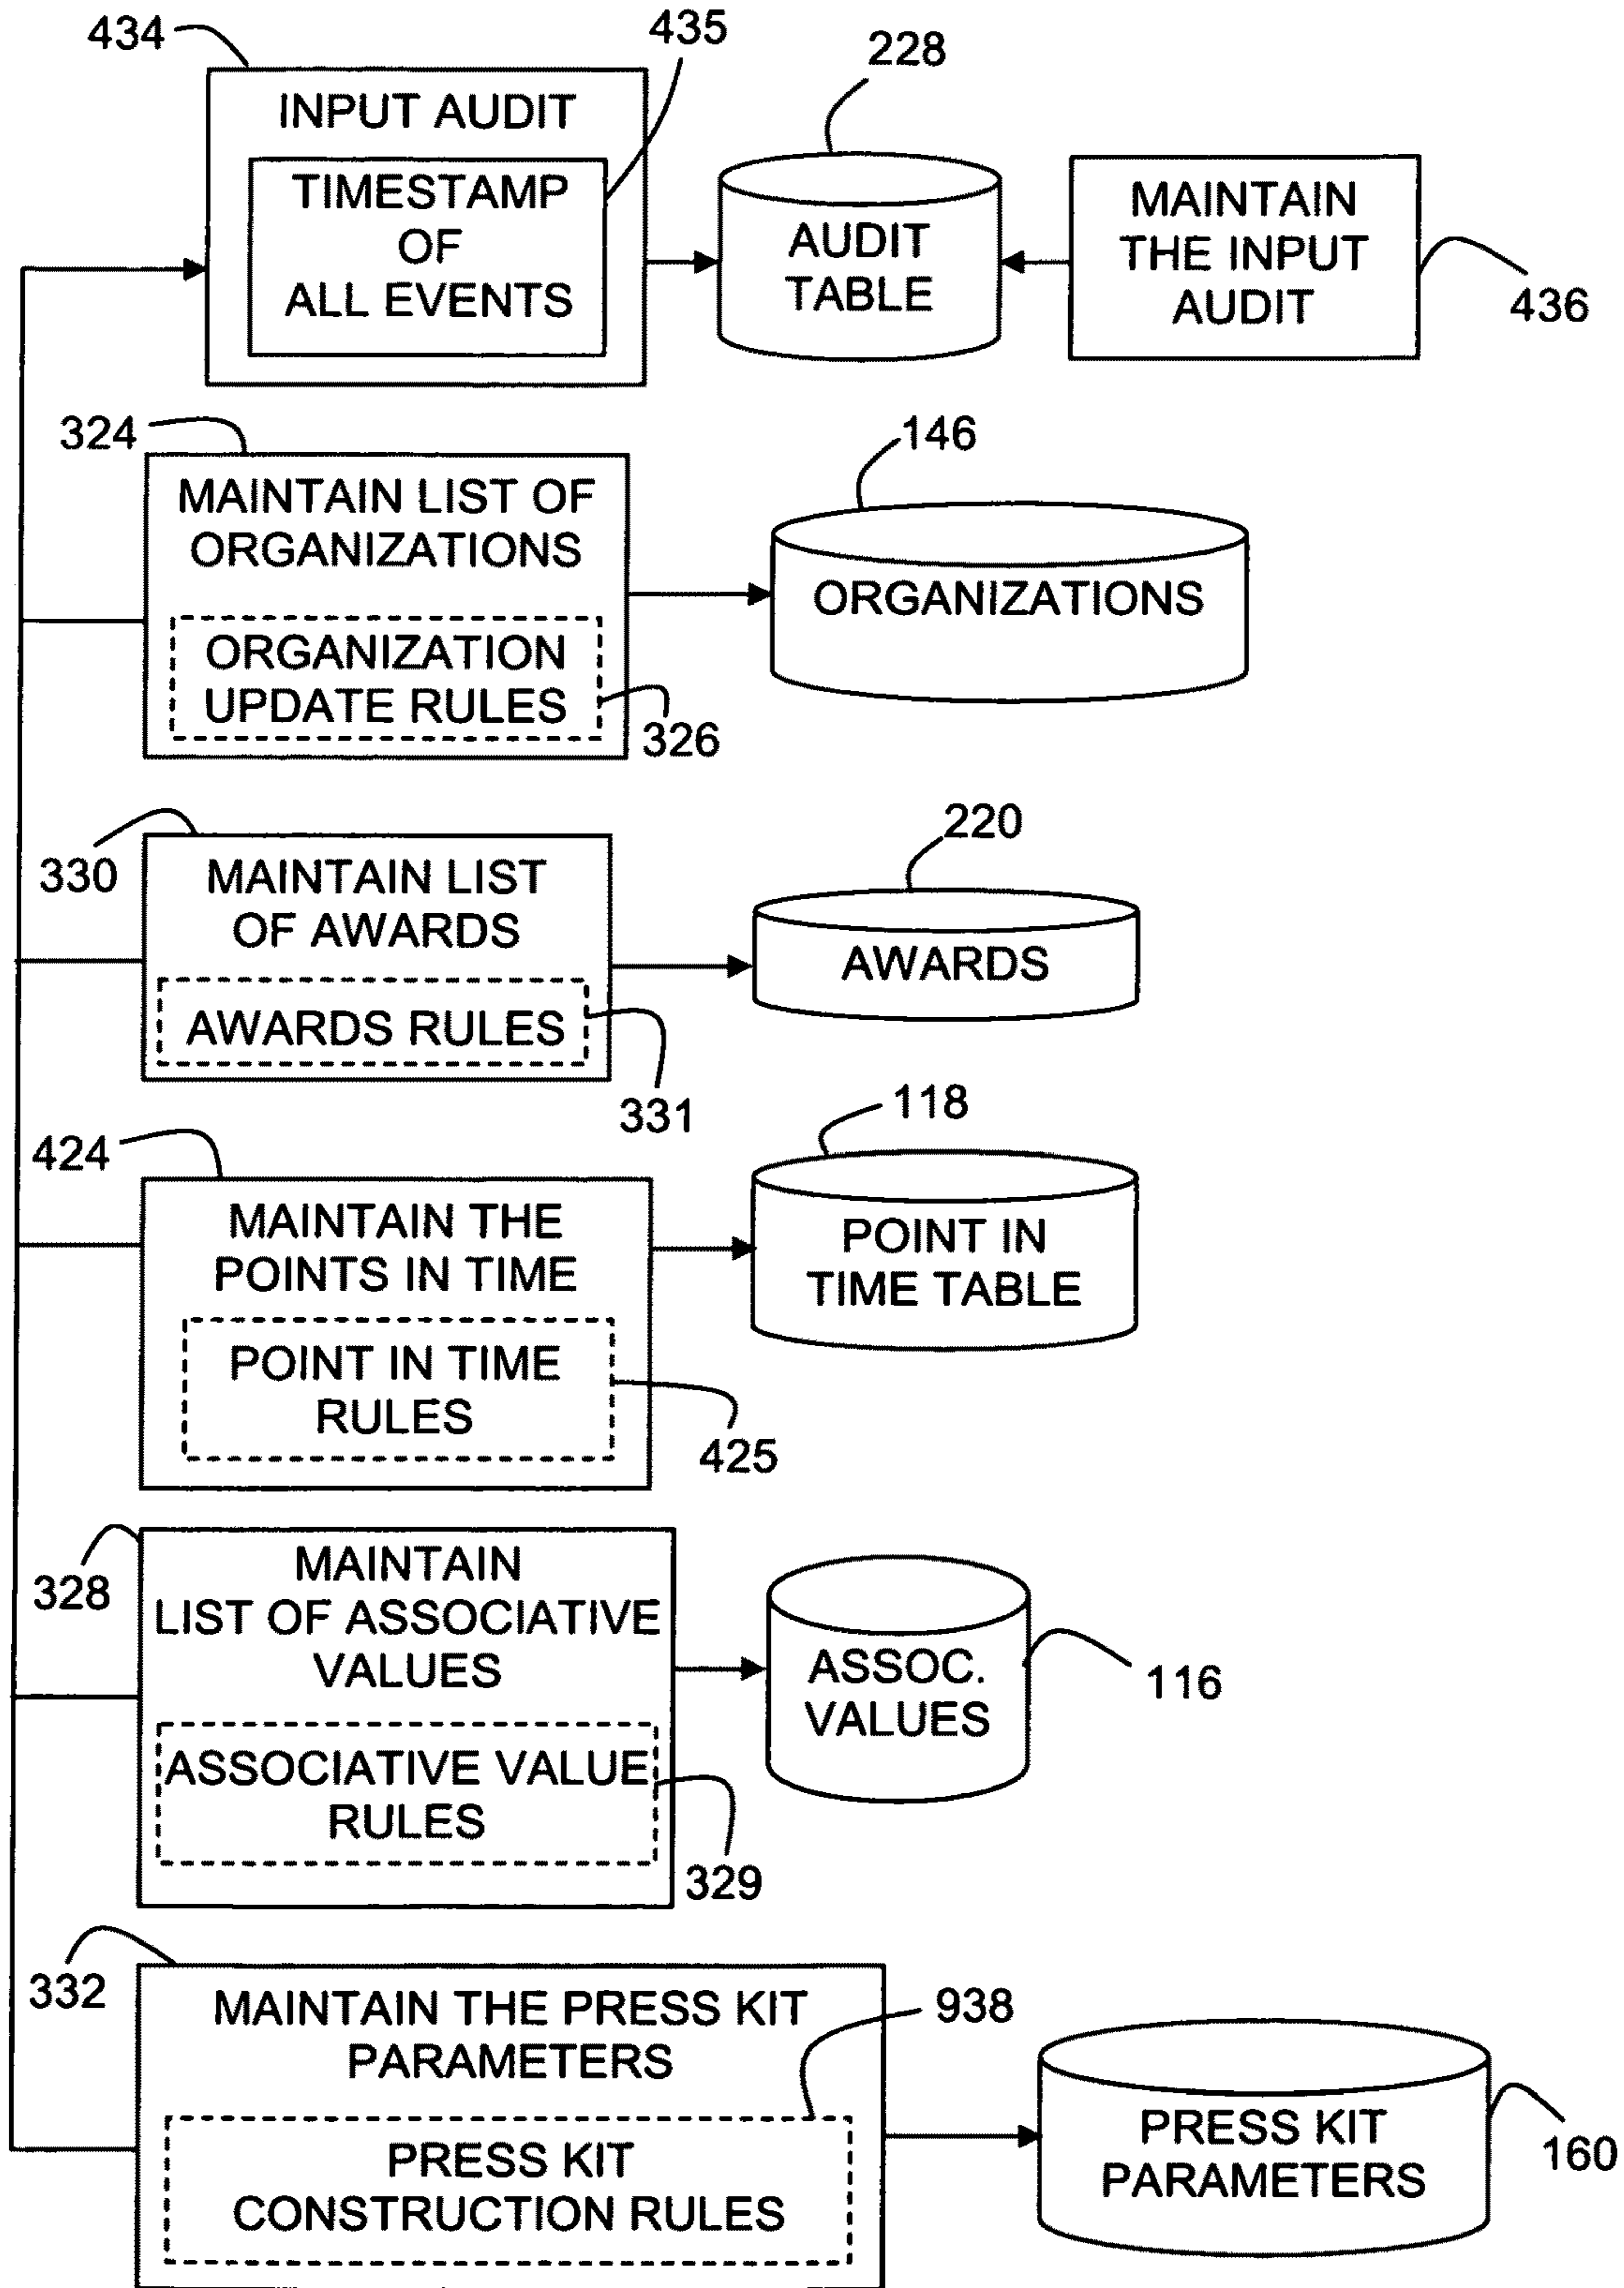 434
435
228
INPUT AUDIT
TIMESTAMP
OF
ALL EVENTS
AUDIT
TABLE
MAINTAIN
THE INPUT
AUDIT
436
324
146
MAINTAIN LIST OF
ORGANIZATIONS
ORGANIZATION
UPDATE RULES
326
ORGANIZATIONS
330
220
MAINTAIN LIST
OF AWARDS
AWARDS RULES
331
AWARDS
424
118
MAINTAIN THE
POINTS IN TIME
POINT IN TIME
RULES
425
POINT IN
TIME TABLE
328
MAINTAIN
LIST OF ASSOCIATIVE
VALUES
ASSOCIATIVE VALUE
RULES
329
ASSOC.
VALUES
116
332
MAINTAIN THE PRESS KIT
PARAMETERS
938
PRESS KIT
CONSTRUCTION RULES
PRESS KIT
PARAMETERS
160